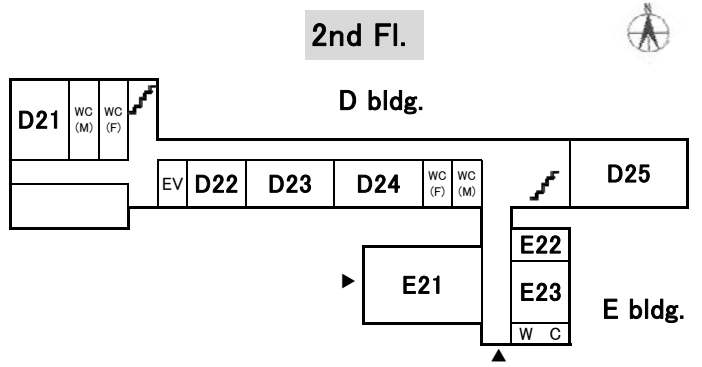 N
2nd Fl.
D bldg.
D21
WC
(M)
WC
(F)
D25
EV
D22
D23
D24
WC
(F)
WC
(M)
E22
E21
E23
E bldg.
W C